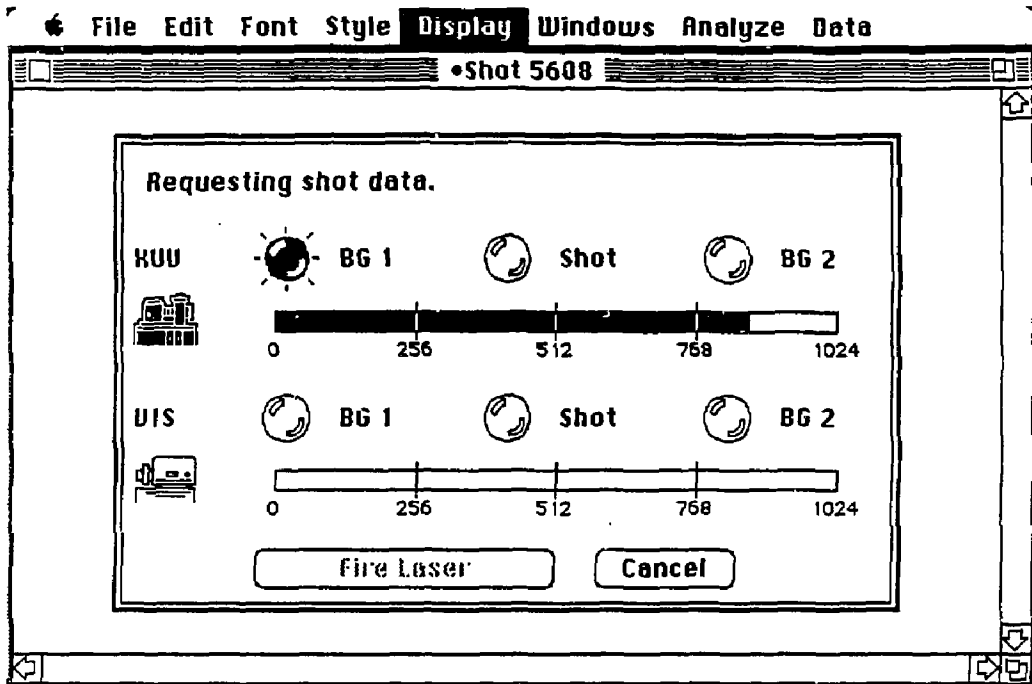 File Edit Font Style Display Windows Analyze Data
•Shot 5608
Requesting shot data.
XUV BG 1 Shot BG 2
0 256 512 768 1024
VIS BG 1 Shot BG 2
0 256 512 768 1024
Fire Laser Cancel